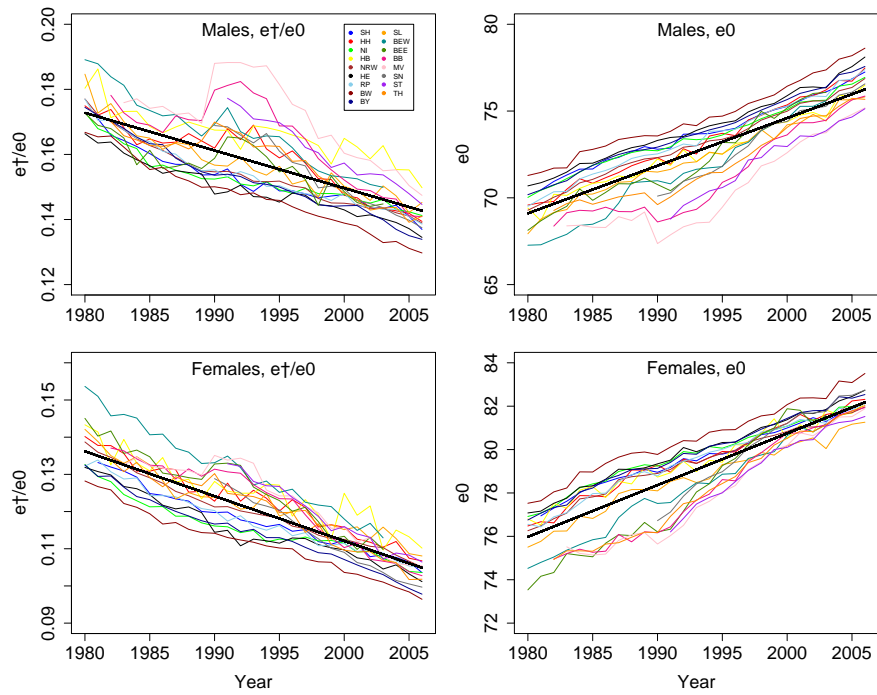 Males, e†/e0
SH SL
HH BEW
NI BEE
HB BB
NRW MV
HE SN
RP ST
BW TH
BY
e†/e0
0.20
0.18
0.16
0.14
0.12
1980 1985 1990 1995 2000 2005
Males, e0
e0
80
75
70
65
1980 1985 1990 1995 2000 2005
Females, e†/e0
e†/e0
0.15
0.13
0.11
0.09
1980 1985 1990 1995 2000 2005
Year
Females, e0
e0
84
82
80
78
76
74
72
1980 1985 1990 1995 2000 2005
Year